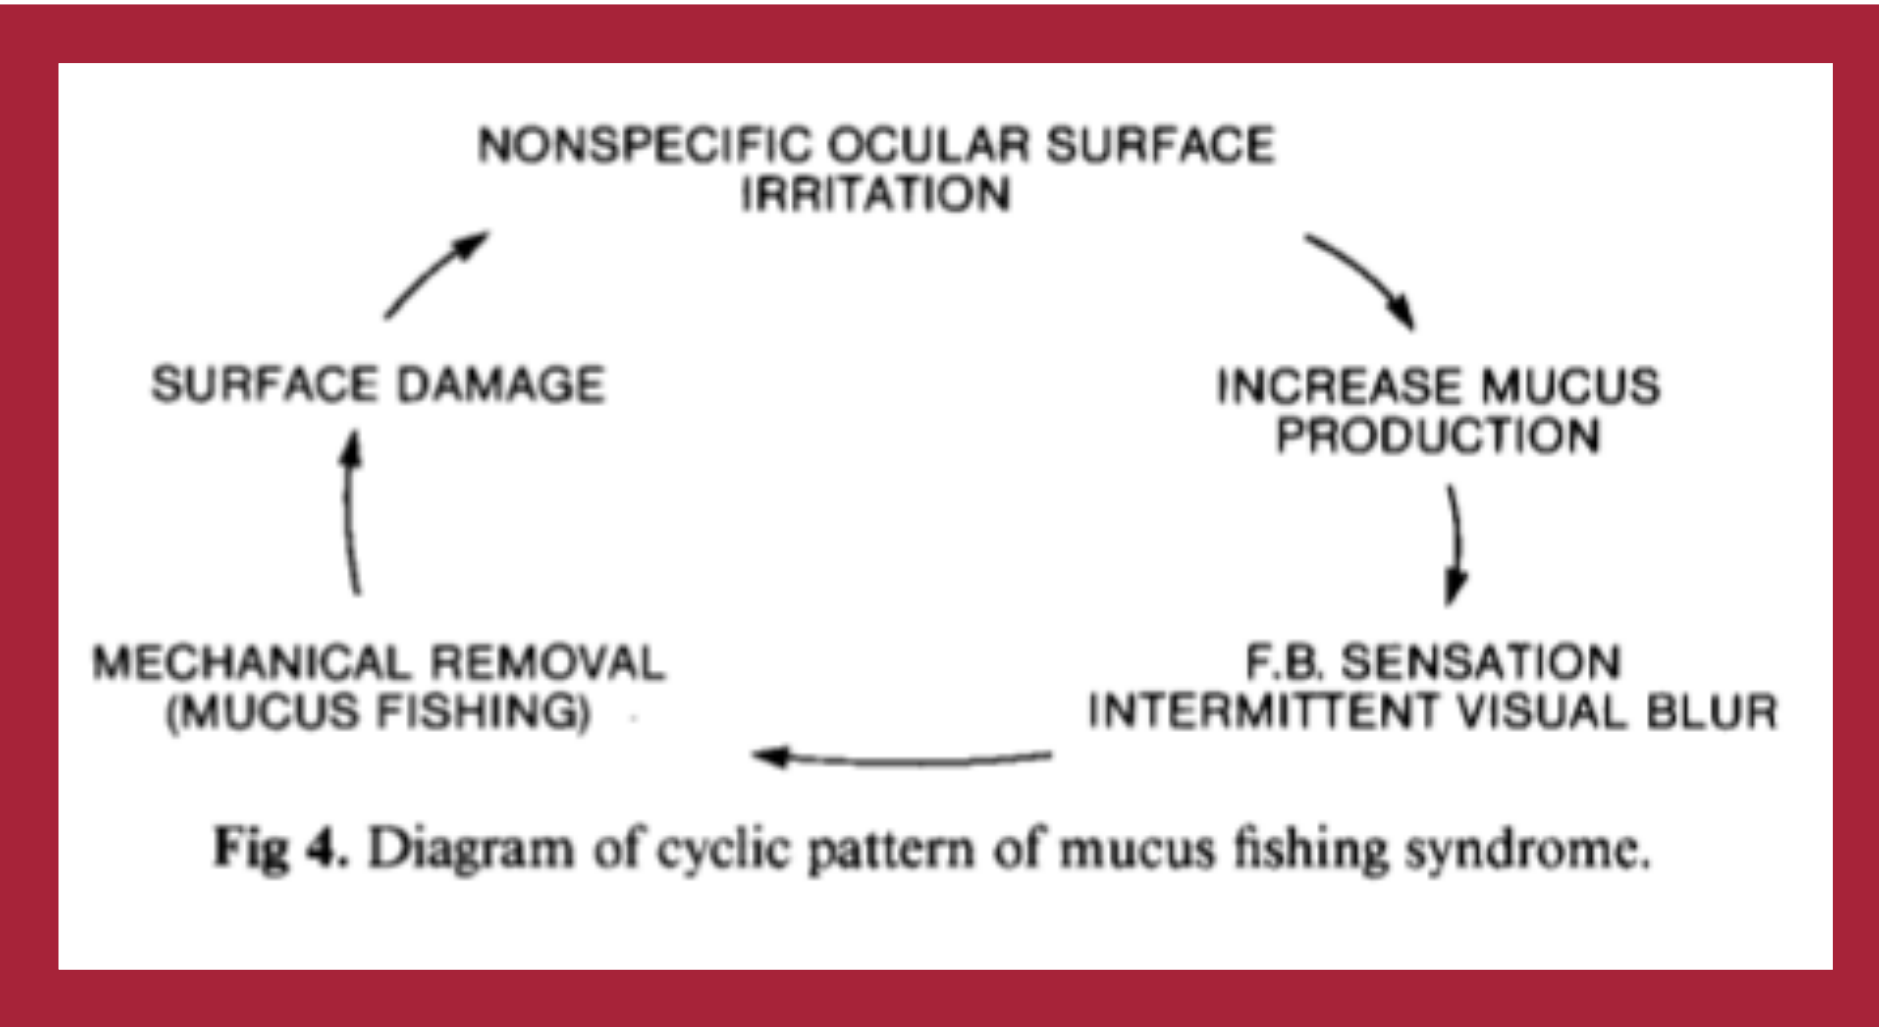 NONSPECIFIC OCULAR SURFACE
IRRITATION
SURFACE DAMAGE
INCREASE MUCUS
PRODUCTION
MECHANICAL REMOVAL
(MUCUS FISHING)
F.B. SENSATION
INTERMITTENT VISUAL BLUR
Fig 4. Diagram of cyclic pattern of mucus fishing syndrome.